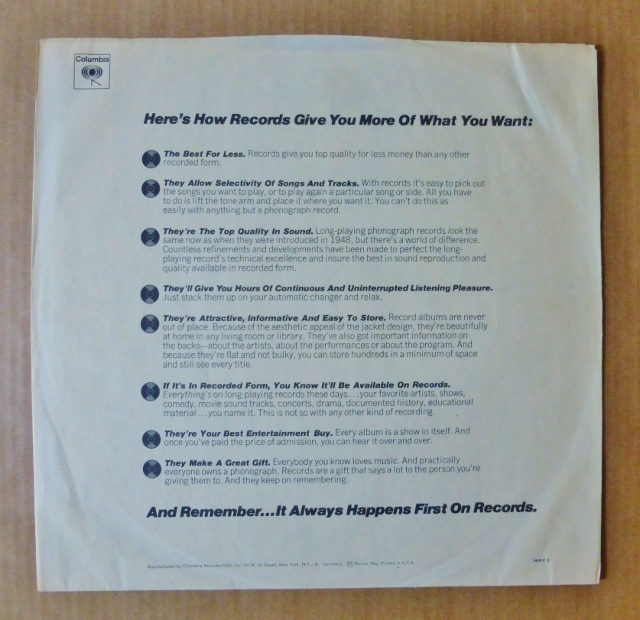 Columbia
Here's How Records Give You More Of What You Want:
The Best For Less. Records give you top quality for less money than any other
recorded form.
They Allow Selectivity Of Songs And Tracks. With records it's easy to pick out
the songs you want to play, or to play again a particular song or side. All you have
to do is lift the tone arm and place it where you want it. You can't do this as
easily with anything but a phonograph record.
They're The Top Quality In Sound. Long-playing phonograph records look the
same now as when they were introduced in 1948, but there's a world of difference.
Countless refinements and developments have been made to perfect the long-
playing record's technical excellence and insure the best in sound reproduction and
quality available in recorded form.
They'll Give You Hours Of Continuous And Uninterrupted Listening Pleasure.
Just stack them up on your automatic changer and relax.
They're Attractive, Informative And Easy To Store. Record albums are never
out of place. Because of the aesthetic appeal of the jacket design, they're beautifully
at home in any living room or library. They've also got important information on
the backs—about the artists, about the performances or about the program. And
because they're flat and not bulky, you can store hundreds in a minimum of space
and still see every title.
If It's In Recorded Form, You Know It'll Be Available On Records.
Everything's on long-playing records these days...your favorite artists, shows,
comedy, movie sound tracks, concerts, drama, documented history, educational
material...you name it. This is not so with any other kind of recording.
They're Your Best Entertainment Buy. Every album is a show in itself. And
once you've paid the price of admission, you can hear it over and over.
They Make A Great Gift. Everybody you know loves music. And practically
everyone owns a phonograph. Records are a gift that says a lot to the person you're
giving them to. And they keep on remembering.
And Remember...It Always Happens First On Records.
Manufactured by Columbia Records/CBS, Inc./51 W. 52 Street, New York, N.Y./® Columbia, Marcas Reg. Printed in U.S.A.